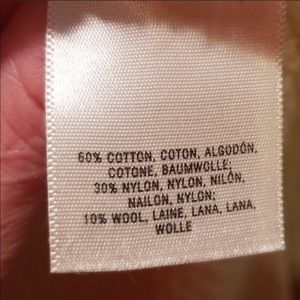 60% COTTON, COTON, ALGODÓN,
COTONE, BAUMWOLLE;
30% NYLON, NYLON, NILÓN,
NAILON, NYLON;
10% WOOL, LAINE, LANA, LANA,
WOLLE